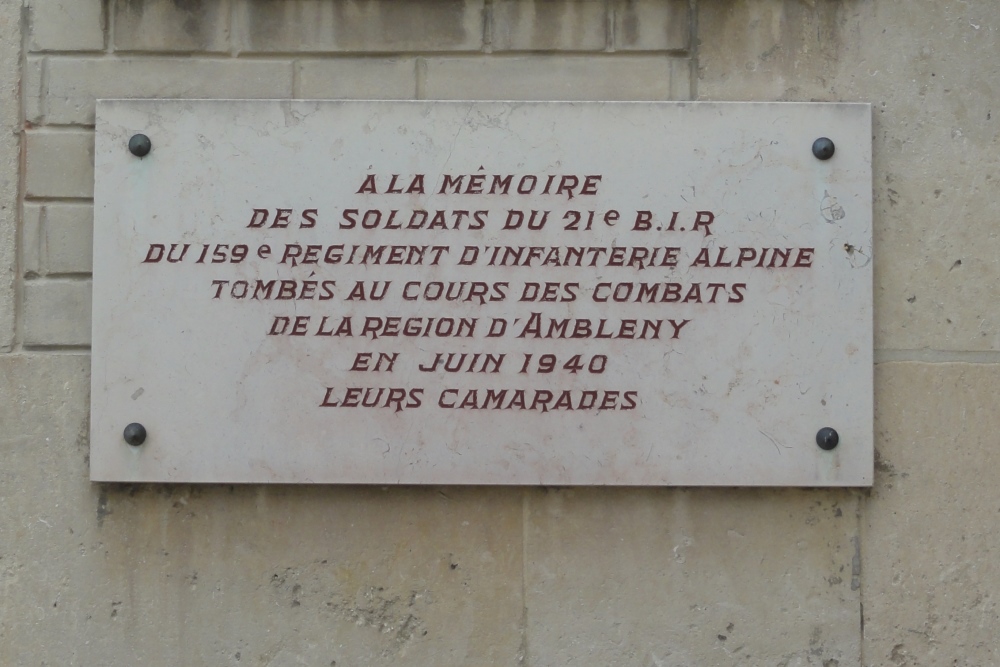 À LA MÉMOIRE
DES SOLDATS DU 21e B.I.R
DU 159e REGIMENT D'INFANTERIE ALPINE
TOMBÉS AU COURS DES COMBATS
DE LA REGION D'AMBLENY
EN JUIN 1940
LEURS CAMARADES